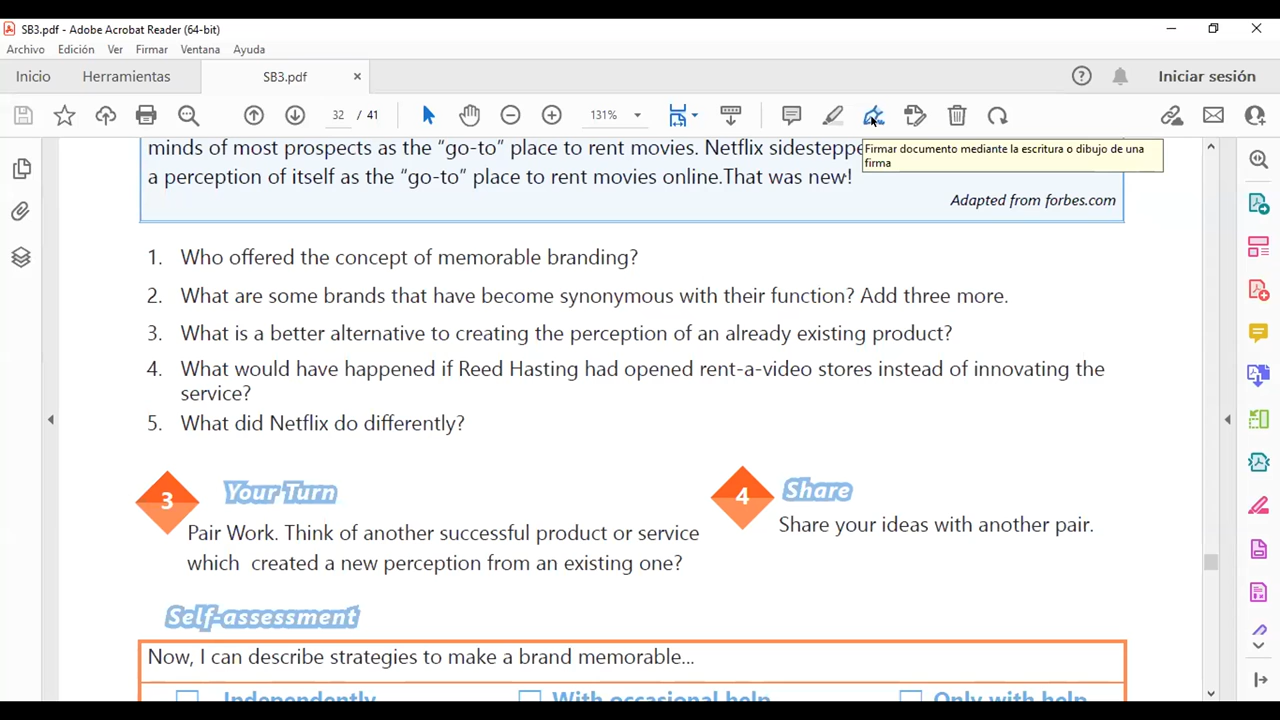 SB3.pdf - Adobe Acrobat Reader (64-bit)
Archivo Edición Ver Firmar Ventana Ayuda
Inicio Herramientas SB3.pdf × Iniciar sesión
32 / 41 131%
Firmar documento mediante la escritura o dibujo de una
firma
minds of most prospects as the “go-to” place to rent movies. Netflix sidesteppe
a perception of itself as the “go-to” place to rent movies online.That was new!
Adapted from forbes.com
1. Who offered the concept of memorable branding?
2. What are some brands that have become synonymous with their function? Add three more.
3. What is a better alternative to creating the perception of an already existing product?
4. What would have happened if Reed Hasting had opened rent-a-video stores instead of innovating the
service?
5. What did Netflix do differently?
3 Your Turn
Pair Work. Think of another successful product or service
which created a new perception from an existing one?
4 Share
Share your ideas with another pair.
Self-assessment
Now, I can describe strategies to make a brand memorable...
Independently With occasional help Only with help